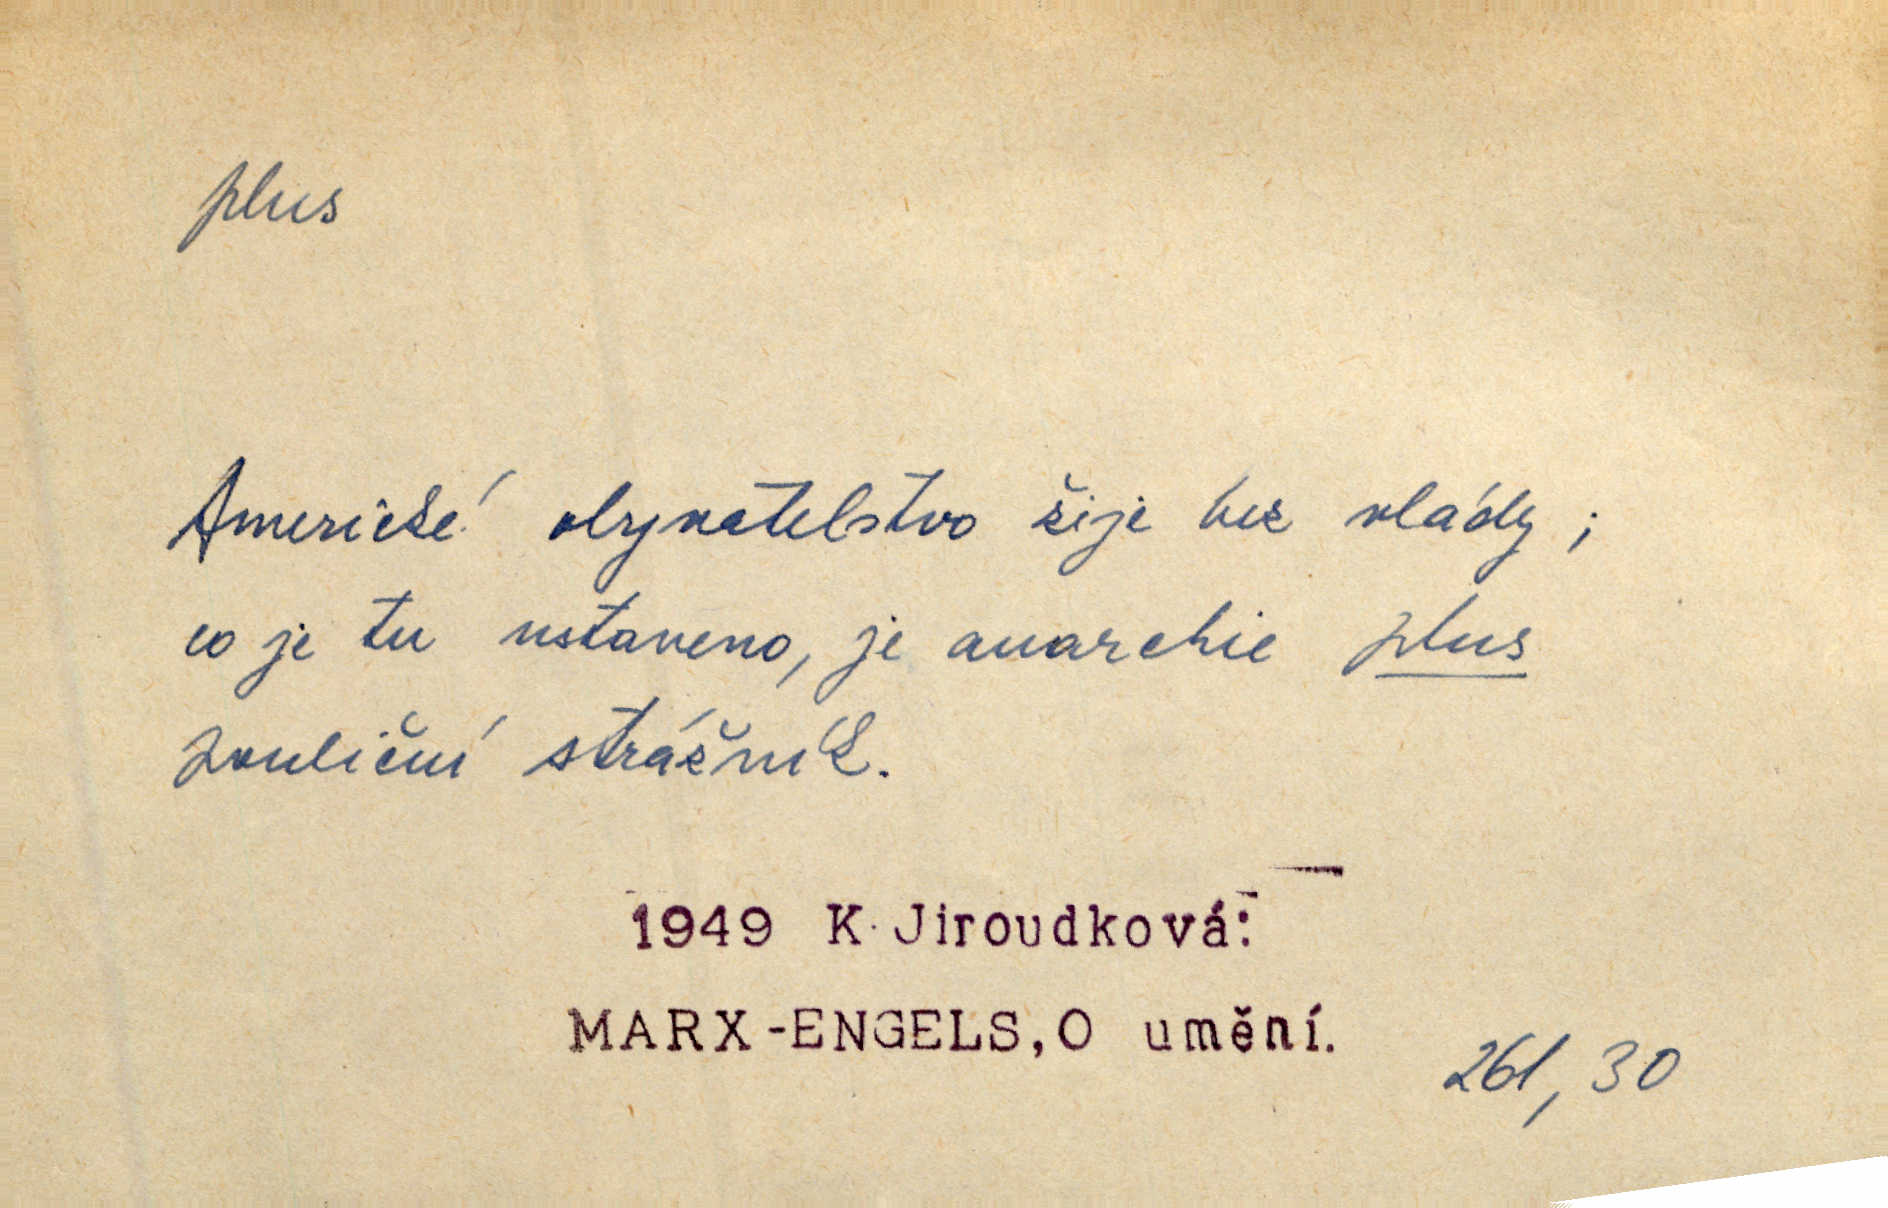 plus
Americké obyvatelstvo žije bez vlády ;
co je tu ustaveno, je anarchie plus
pouliční strážník.
1949 K. Jiroudková:
MARX-ENGELS, O umění.
261, 30